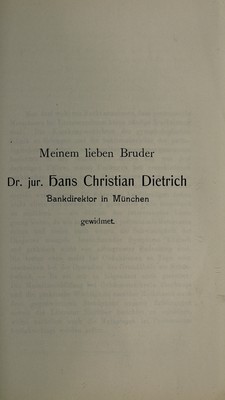 Meinem lieben Bruder
Dr. jur. Hans Christian Dietrich
Bankdirektor in München
gewidmet.